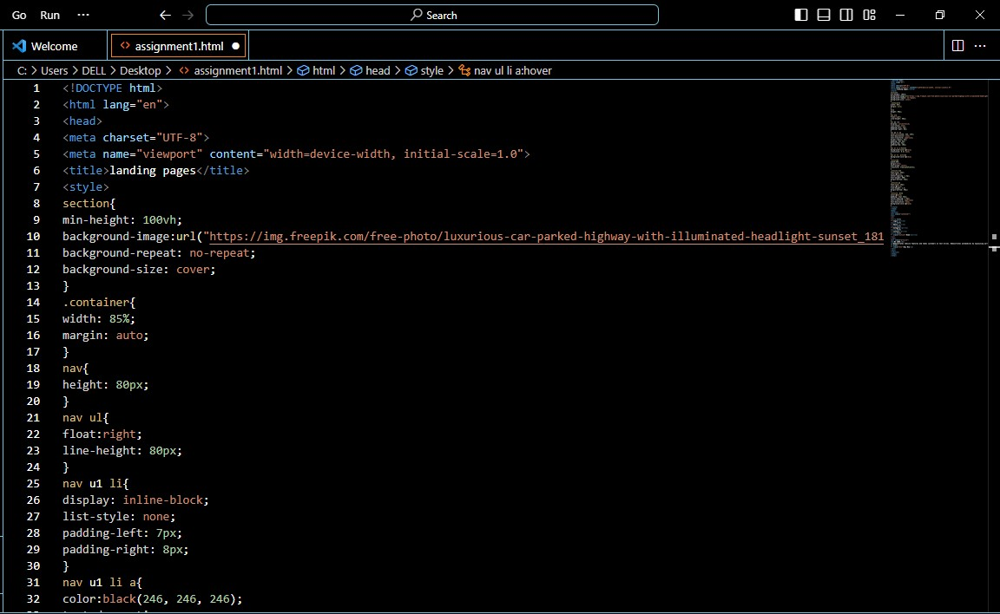 Go Run ··· Search
Welcome assignment1.html
C: > Users > DELL > Desktop > assignment1.html > html > head > style > nav ul li a:hover
1 <!DOCTYPE html>
2 <html lang="en">
3 <head>
4 <meta charset="UTF-8">
5 <meta name="viewport" content="width=device-width, initial-scale=1.0">
6 <title>landing pages</title>
7 <style>
8 section{
9 min-height: 100vh;
10 background-image:url("https://img.freepik.com/free-photo/luxurious-car-parked-highway-with-illuminated-headlight-sunset_181
11 background-repeat: no-repeat;
12 background-size: cover;
13 }
14 .container{
15 width: 85%;
16 margin: auto;
17 }
18 nav{
19 height: 80px;
20 }
21 nav ul{
22 float:right;
23 line-height: 80px;
24 }
25 nav u1 li{
26 display: inline-block;
27 list-style: none;
28 padding-left: 7px;
29 padding-right: 8px;
30 }
31 nav u1 li a{
32 color:black(246, 246, 246);